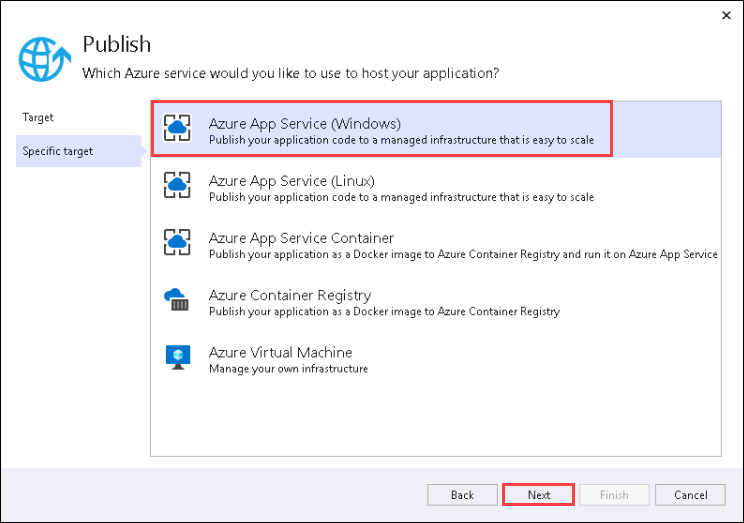 Publish
Which Azure service would you like to use to host your application?
Target
Specific target
Azure App Service (Windows)
Publish your application code to a managed infrastructure that is easy to scale
Azure App Service (Linux)
Publish your application code to a managed infrastructure that is easy to scale
Azure App Service Container
Publish your application as a Docker image to Azure Container Registry and run it on Azure App Service
Azure Container Registry
Publish your application as a Docker image to Azure Container Registry
Azure Virtual Machine
Manage your own infrastructure
Back
Next
Finish
Cancel